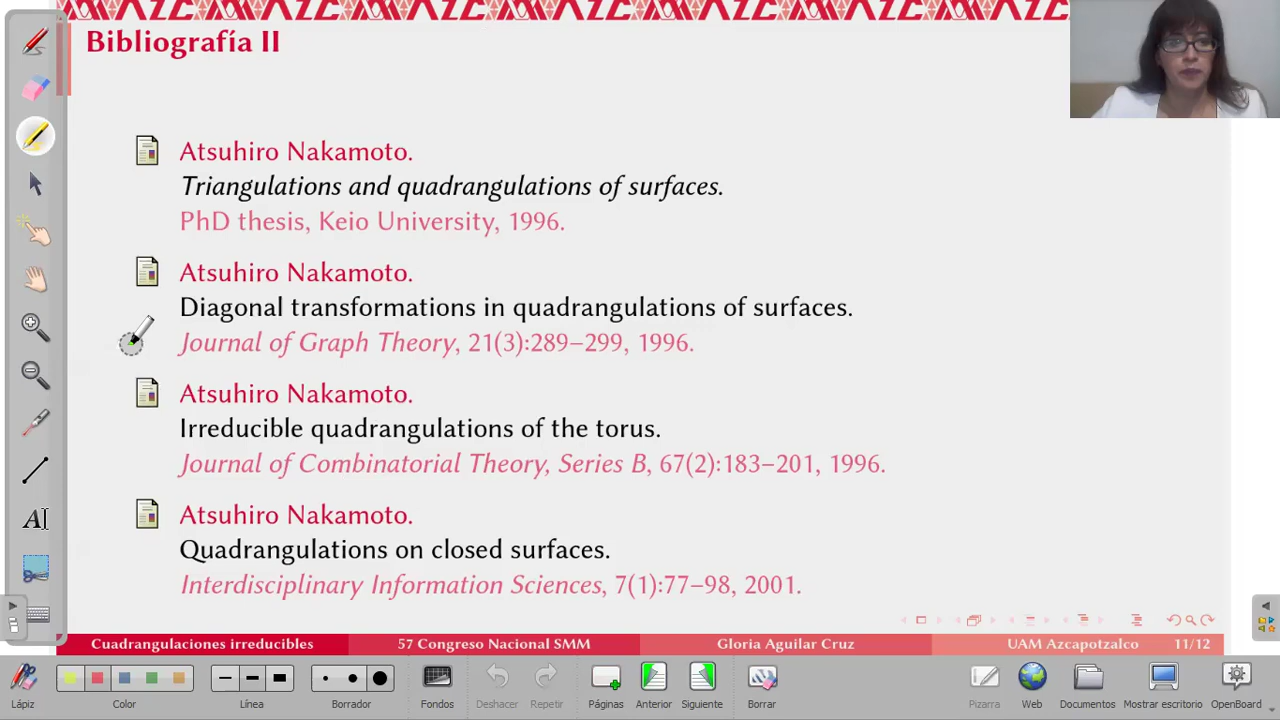 Bibliografía II
Atsuhiro Nakamoto.
Triangulations and quadrangulations of surfaces.
PhD thesis, Keio University, 1996.
Atsuhiro Nakamoto.
Diagonal transformations in quadrangulations of surfaces.
Journal of Graph Theory, 21(3):289–299, 1996.
Atsuhiro Nakamoto.
Irreducible quadrangulations of the torus.
Journal of Combinatorial Theory, Series B, 67(2):183–201, 1996.
Atsuhiro Nakamoto.
Quadrangulations on closed surfaces.
Interdisciplinary Information Sciences, 7(1):77–98, 2001.
Cuadrangulaciones irreducibles 57 Congreso Nacional SMM Gloria Aguilar Cruz UAM Azcapotzalco 11/12
Lápiz Color Línea Borrador Fondos Deshacer Repetir Páginas Anterior Siguiente Borrar Pizarra Web Documentos Mostrar escritorio OpenBoard